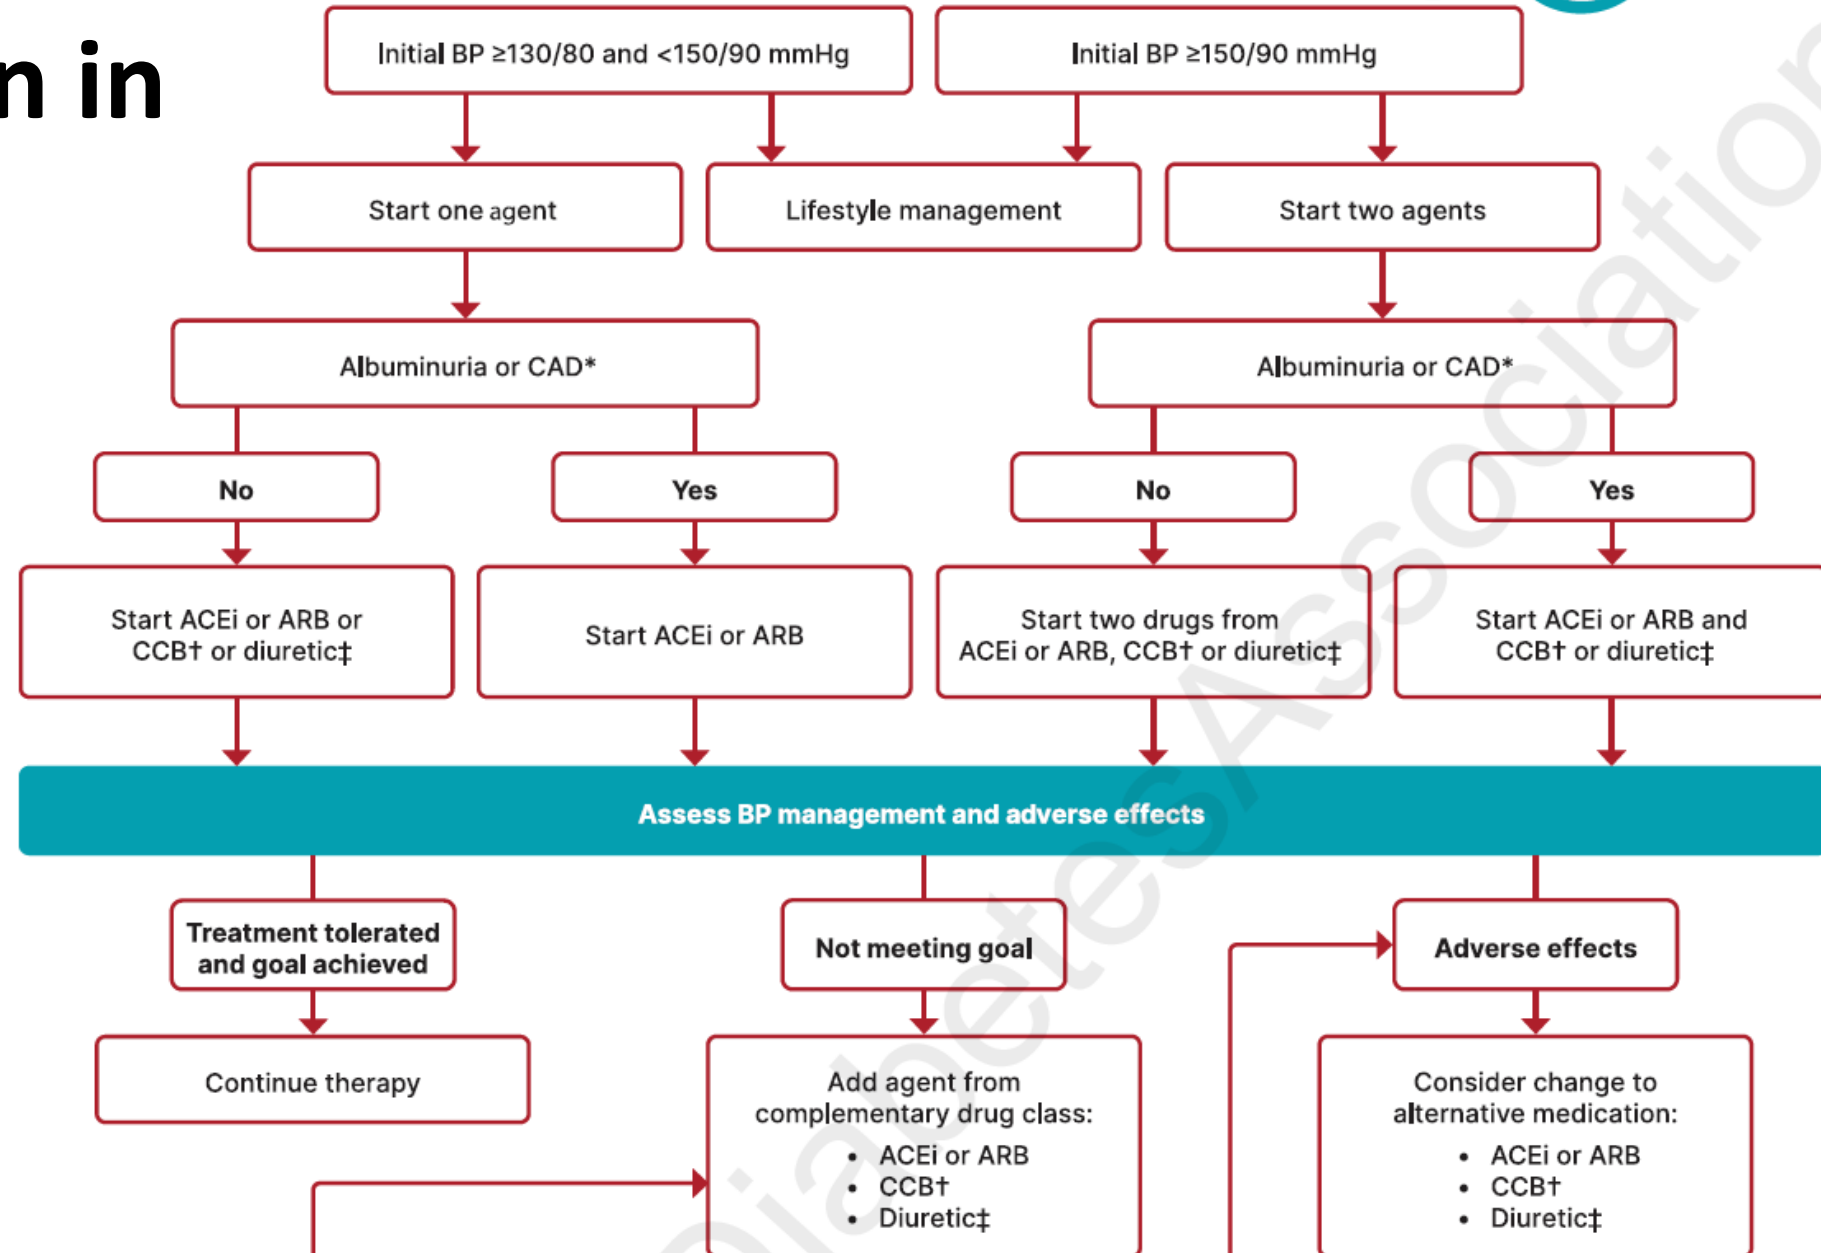 n in
Initial BP ≥130/80 and <150/90 mmHg
Initial BP ≥150/90 mmHg
Start one agent
Lifestyle management
Start two agents
Albuminuria or CAD*
Albuminuria or CAD*
No
Yes
No
Yes
Start ACEi or ARB or
CCB† or diuretic‡
Start ACEi or ARB
Start two drugs from
ACEi or ARB, CCB† or diuretic‡
Start ACEi or ARB and
CCB† or diuretic‡
Assess BP management and adverse effects
Treatment tolerated
and goal achieved
Not meeting goal
Adverse effects
Continue therapy
Add agent from
complementary drug class:
• ACEi or ARB
• CCB†
• Diuretic‡
Consider change to
alternative medication:
• ACEi or ARB
• CCB†
• Diuretic‡
Diabetes Association